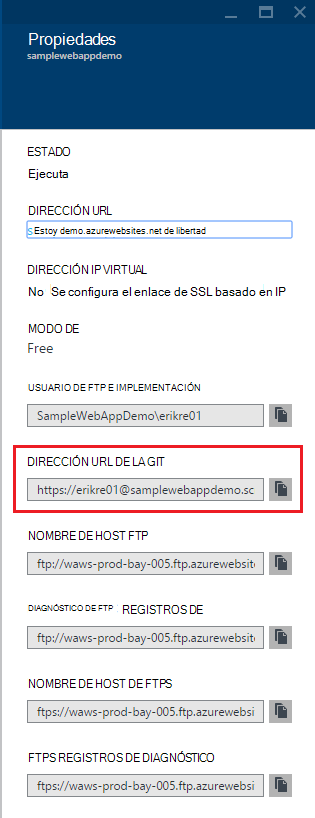 Propiedades
samplewebappdemo
ESTADO
Ejecuta
DIRECCIÓN URL
s Estoy demo.azurewebsites.net de libertad
DIRECCIÓN IP VIRTUAL
No Se configura el enlace de SSL basado en IP
MODO DE
Free
USUARIO DE FTP E IMPLEMENTACIÓN
SampleWebAppDemo\erikre01
DIRECCIÓN URL DE LA GIT
https://erikre01@samplewebappdemo.sc
NOMBRE DE HOST FTP
ftp://waws-prod-bay-005.ftp.azurewebsite
DIAGNÓSTICO DE FTP REGISTROS DE
ftp://waws-prod-bay-005.ftp.azurewebsite
NOMBRE DE HOST DE FTPS
ftps://waws-prod-bay-005.ftp.azurewebsi
FTPS REGISTROS DE DIAGNÓSTICO
ftps://waws-prod-bay-005.ftp.azurewebsi